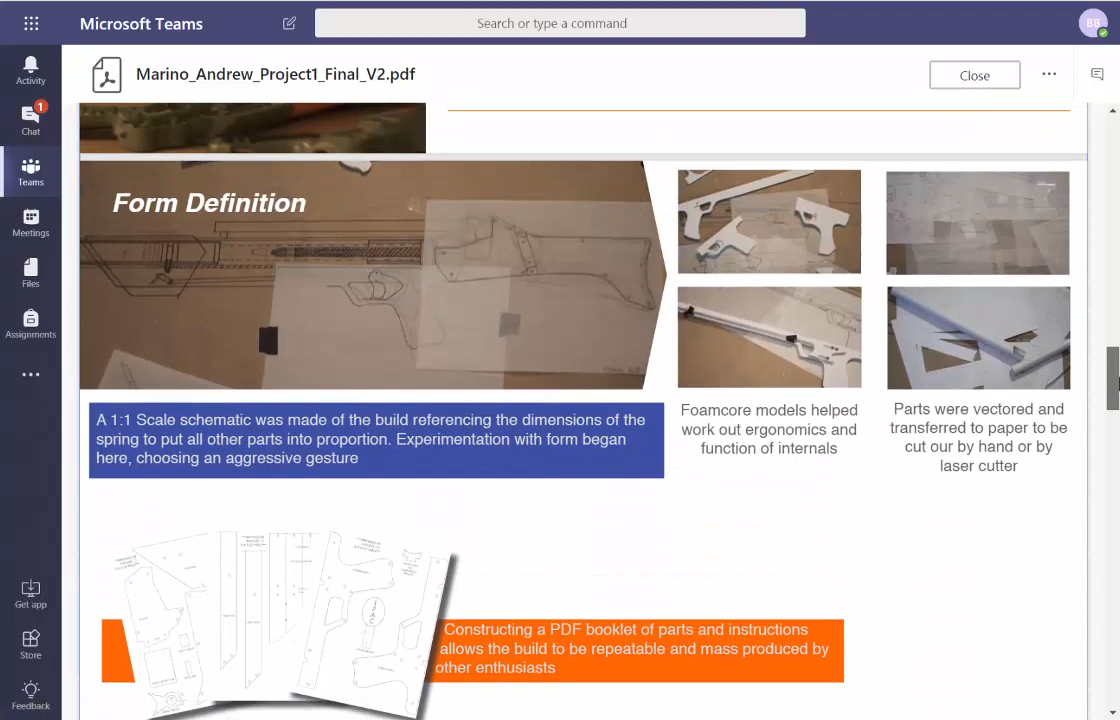 Microsoft Teams
Search or type a command
BB
Activity
Marino_Andrew_Project1_Final_V2.pdf
Close
1
Chat
Teams
Meetings
Files
Assignments
Get app
Store
Feedback
Form Definition
A 1:1 Scale schematic was made of the build referencing the dimensions of the
spring to put all other parts into proportion. Experimentation with form began
here, choosing an aggressive gesture
Foamcore models helped
work out ergonomics and
function of internals
Parts were vectored and
transferred to paper to be
cut our by hand or by
laser cutter
Constructing a PDF booklet of parts and instructions
allows the build to be repeatable and mass produced by
other enthusiasts